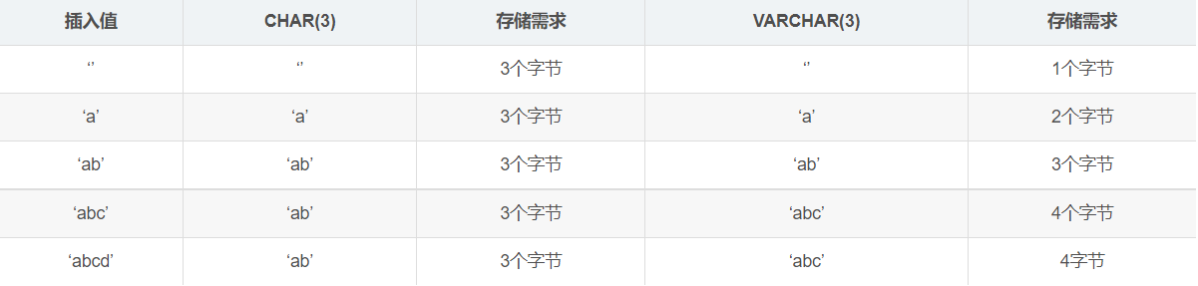 插入值 CHAR(3) 存储需求 VARCHAR(3) 存储需求
‘’ ‘’ 3个字节 ‘’ 1个字节
‘a’ ‘a’ 3个字节 ‘a’ 2个字节
‘ab’ ‘ab’ 3个字节 ‘ab’ 3个字节
‘abc’ ‘ab’ 3个字节 ‘abc’ 4个字节
‘abcd’ ‘ab’ 3个字节 ‘abc’ 4字节